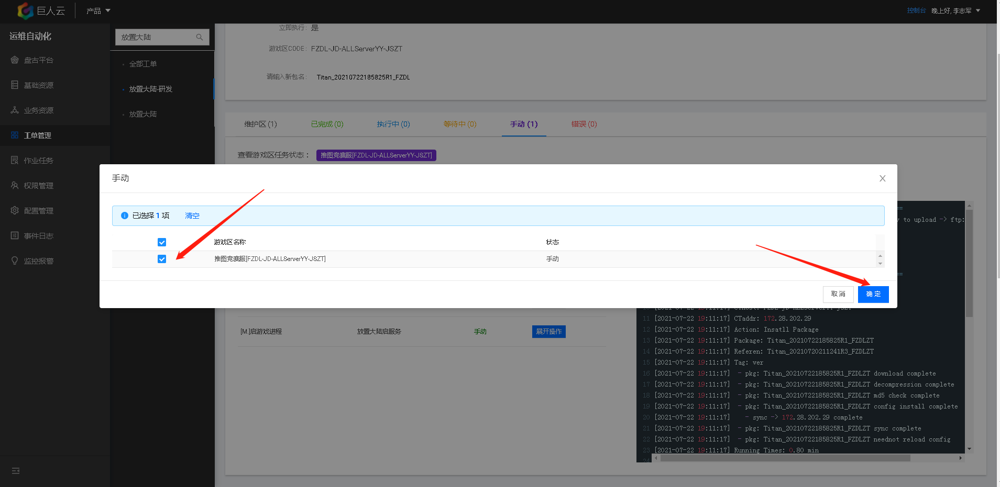 巨人云
产品
控制台 晚上好, 李志军
运维自动化
盘古平台
基础资源
业务资源
工单管理
作业任务
权限管理
配置管理
事件日志
监控报警
放置大陆
全部工单
放置大陆-研发
放置大陆
立即执行: 是
游戏区CODE: FZDL-JD-ALLServerYY-JSZT
请输入新包名: Titan_20210722185825R1_FZDL
维护区 (1) 已完成 (0) 执行中 (0) 等待中 (0) 手动 (1) 错误 (0)
查看游戏区任务状态： 推图竞赛服[FZDL-JD-ALLServerYY-JSZT]
手动
X
已选择 1 项 清空
游戏区名称 状态
推图竞赛服[FZDL-JD-ALLServerYY-JSZT] 手动
取 消 确 定
==
to upload -> ftp:
==
[M.]启游戏进程 放置大陆启服务 手动 展开操作
11 [2021-07-22 19:11:17] CTaddr: 172.28.202.29
12 [2021-07-22 19:11:17] Action: Insatll Package
13 [2021-07-22 19:11:17] Package: Titan_20210722185825R1_FZDLZT
14 [2021-07-22 19:11:17] Referen: Titan_20210720211241R3_FZDLZT
15 [2021-07-22 19:11:17] Tag: ver
16 [2021-07-22 19:11:17] - pkg: Titan_20210722185825R1_FZDLZT download complete
17 [2021-07-22 19:11:17] - pkg: Titan_20210722185825R1_FZDLZT decompression complete
18 [2021-07-22 19:11:17] - pkg: Titan_20210722185825R1_FZDLZT md5 check complete
19 [2021-07-22 19:11:17] - pkg: Titan_20210722185825R1_FZDLZT config install complete
20 [2021-07-22 19:11:17] - sync -> 172.28.202.29 complete
21 [2021-07-22 19:11:17] - pkg: Titan_20210722185825R1_FZDLZT sync complete
22 [2021-07-22 19:11:17] - pkg: Titan_20210722185825R1_FZDLZT neednot reload config
23 [2021-07-22 19:11:17] Running Times: 0.80 min
24